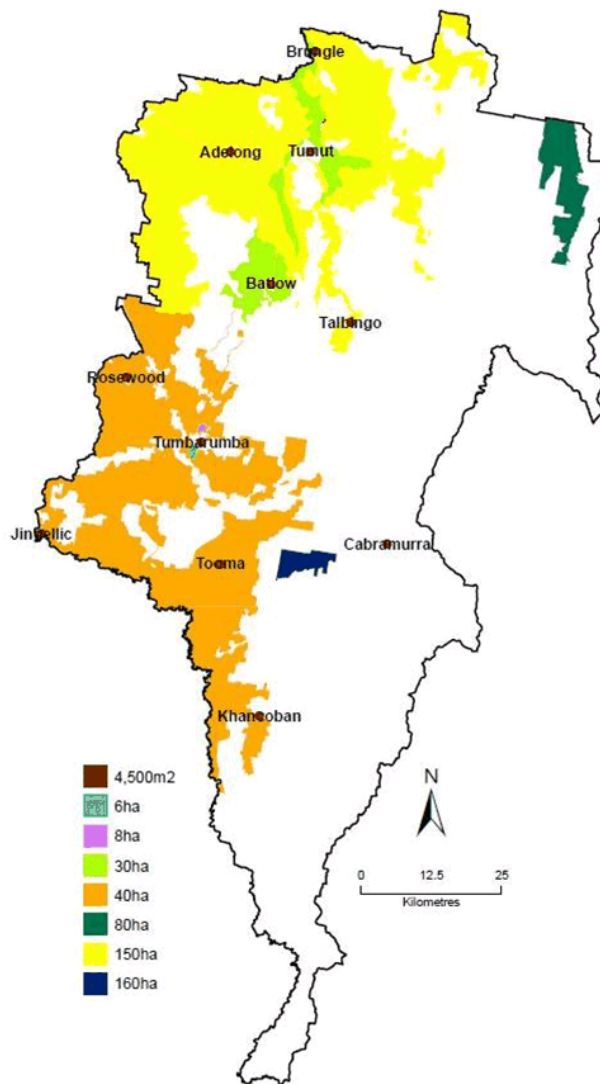 Brungle
Adelong
Tumut
Batlow
Talbingo
Rosewood
Tumbarumba
Jingellic
Cabramurra
Tooma
Khancoban
4,500m2
6ha
8ha
30ha
40ha
80ha
150ha
160ha
N
0 12.5 25
Kilometres